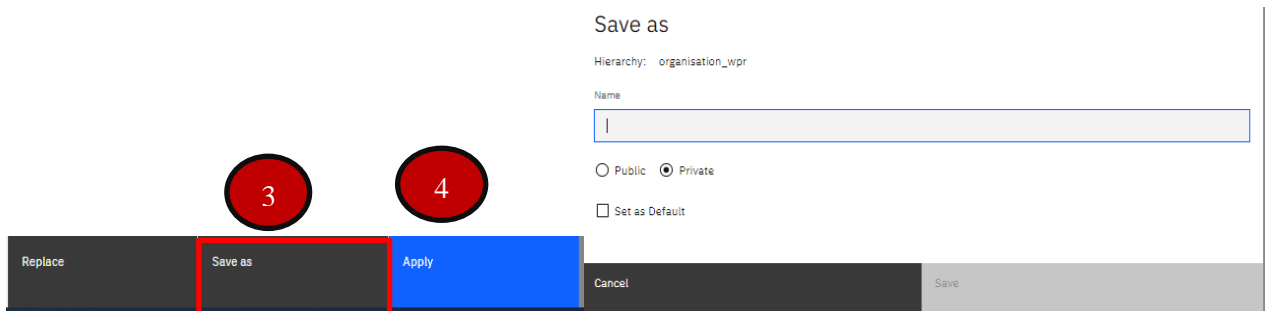 3
4
Replace
Save as
Apply
Save as
Hierarchy: organisation_wpr
Name
Public
Private
Set as Default
Cancel
Save